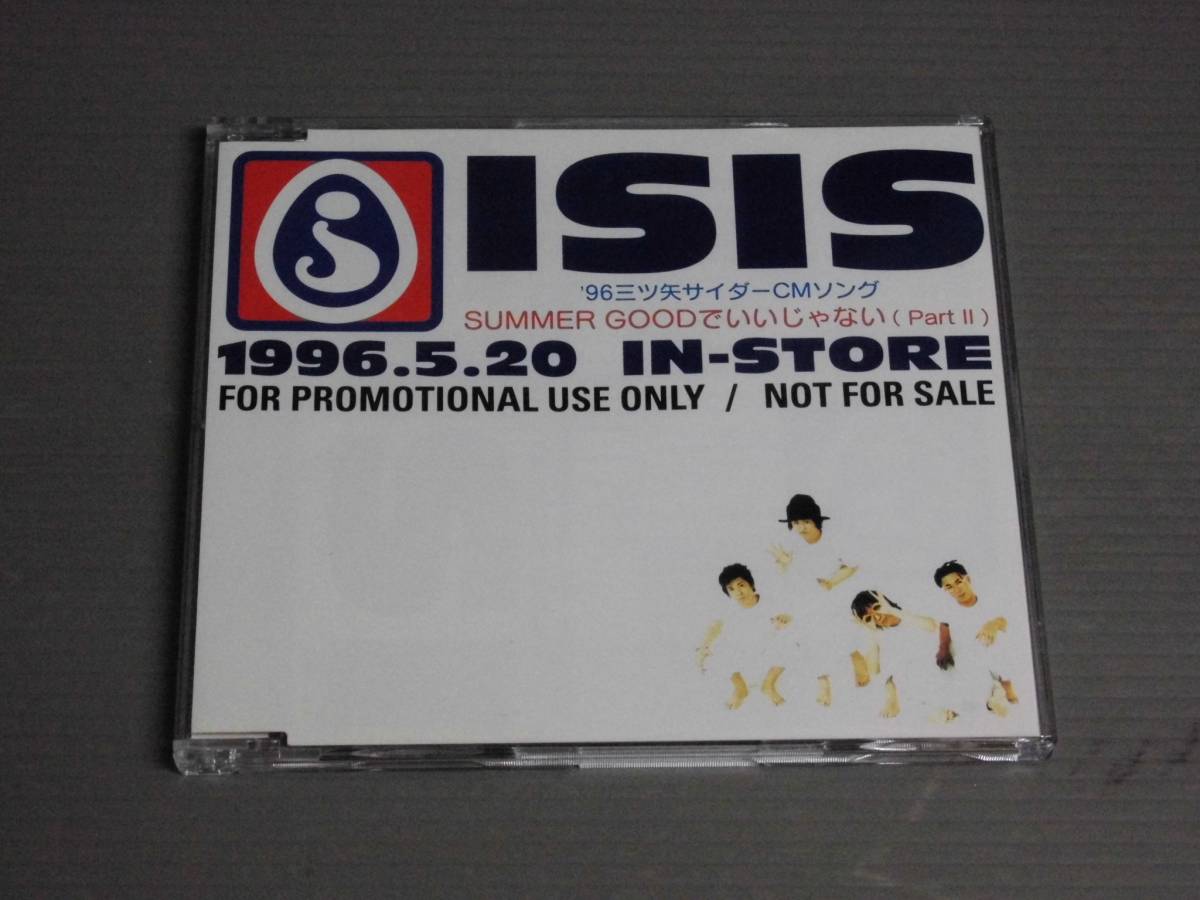 ISIS
'96三ツ矢サイダーCMソング
SUMMER GOODでいいじゃない ( Part II )
1996.5.20 IN-STORE
FOR PROMOTIONAL USE ONLY / NOT FOR SALE